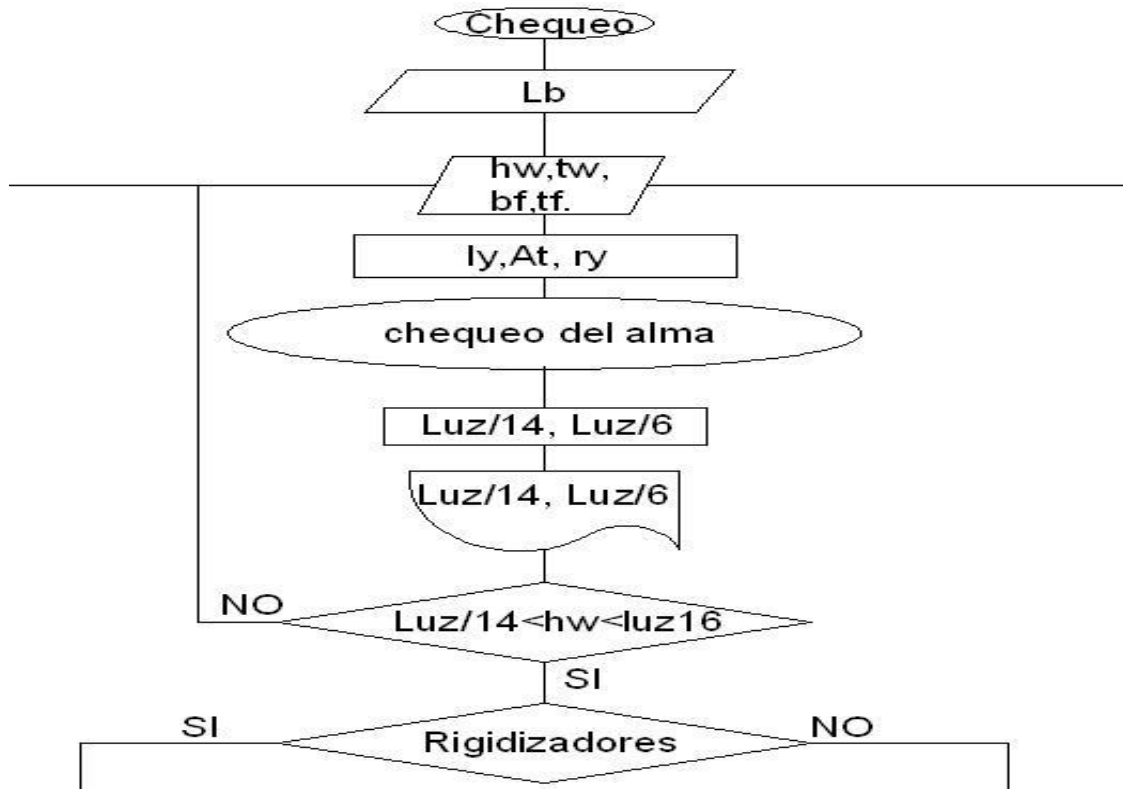 Chequeo
Lb
hw,tw,
bf,tf.
Iy,At, ry
chequeo del alma
Luz/14, Luz/6
Luz/14, Luz/6
NO
Luz/14<hw<luz16
SI
SI
Rigidizadores
NO